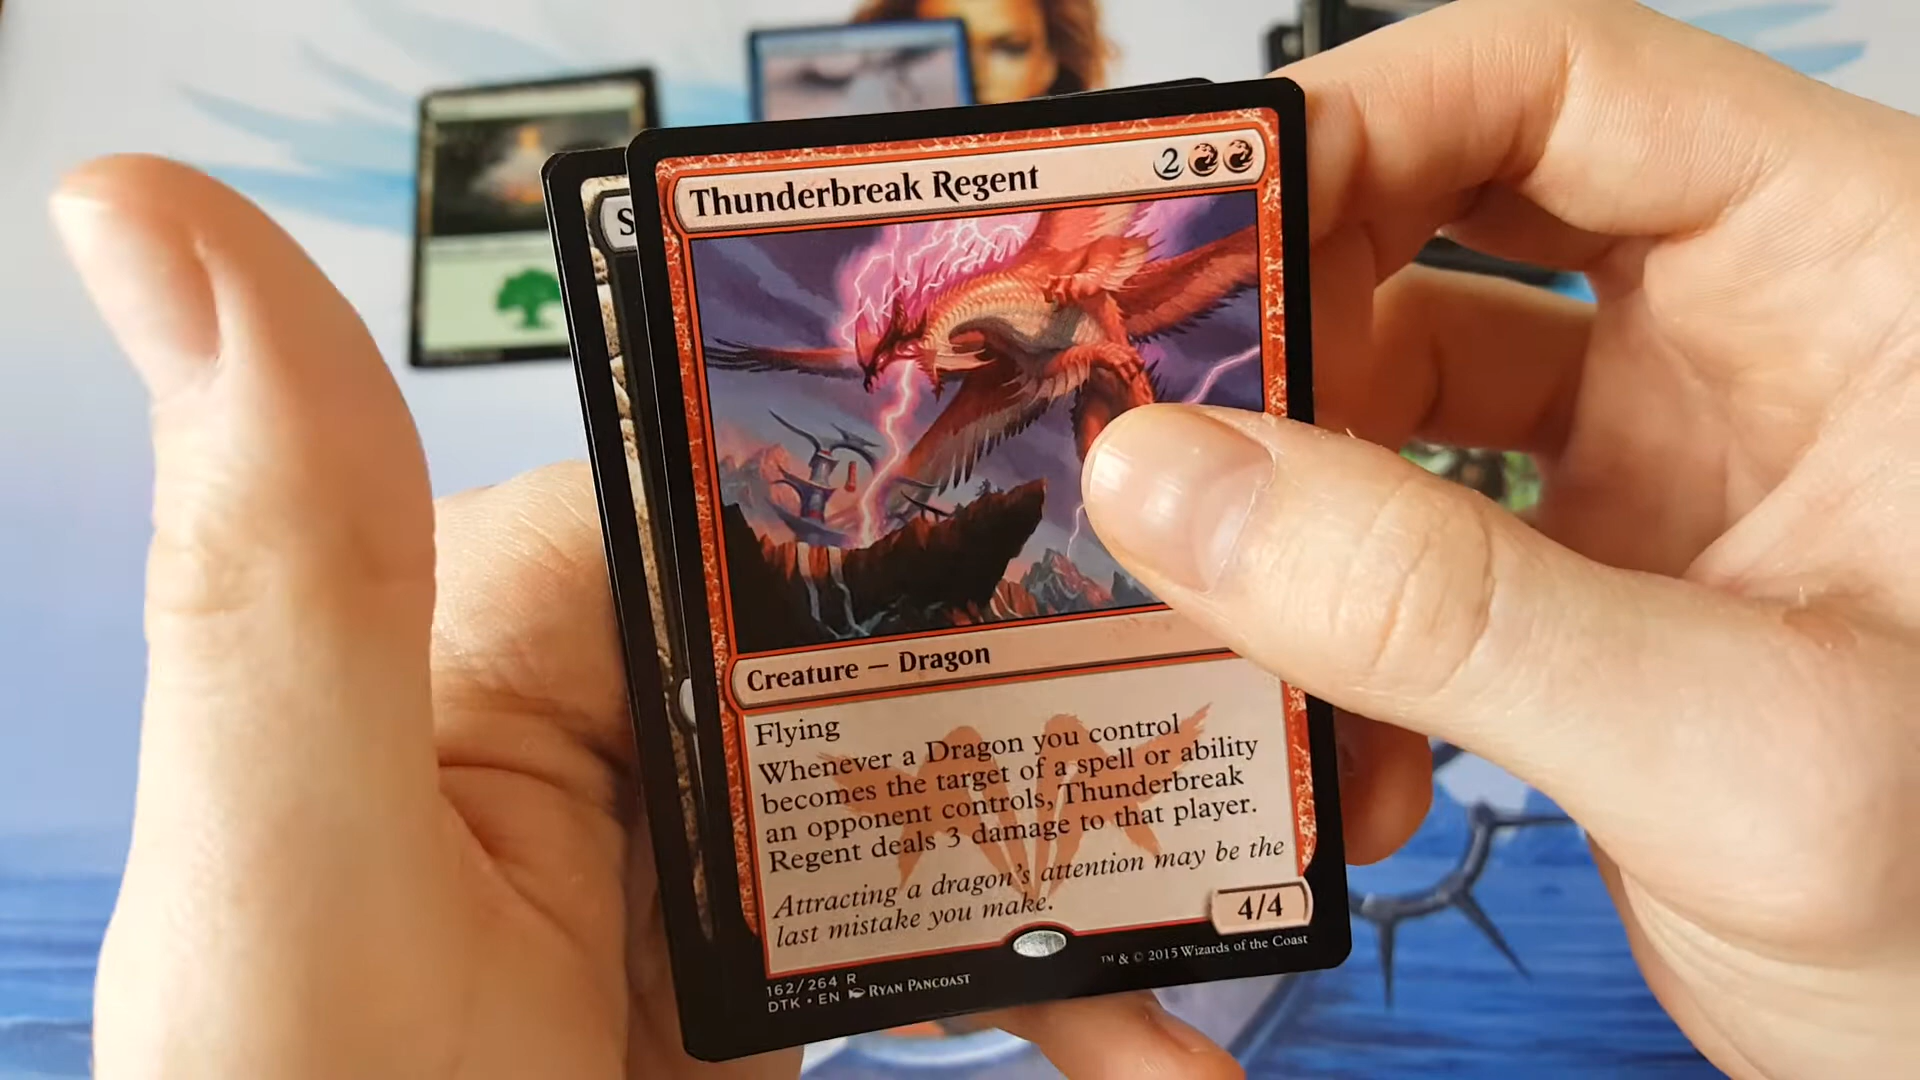 Thunderbreak Regent 2
S
Creature — Dragon
Flying
Whenever a Dragon you control
becomes the target of a spell or ability
an opponent controls, Thunderbreak
Regent deals 3 damage to that player.
Attracting a dragon's attention may be the
last mistake you make.
4/4
162/264 R
DTK • EN Ryan Pancoast
™ & © 2015 Wizards of the Coast